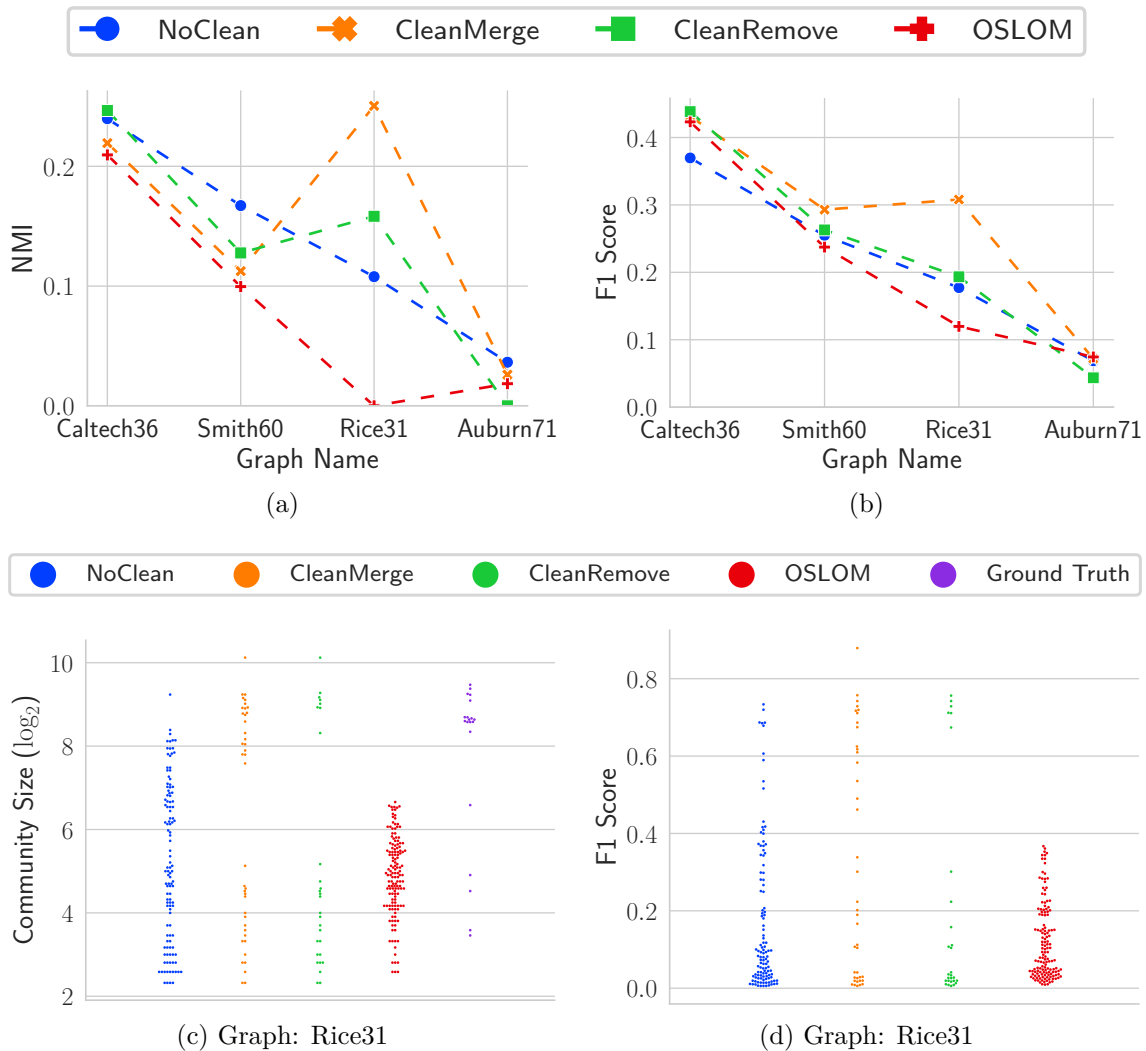 NoClean CleanMerge CleanRemove OSLOM
NMI
0.2
0.1
0.0
Caltech36 Smith60 Rice31 Auburn71
Graph Name
(a)
F1 Score
0.4
0.3
0.2
0.1
0.0
Caltech36 Smith60 Rice31 Auburn71
Graph Name
(b)
NoClean CleanMerge CleanRemove OSLOM Ground Truth
Community Size (log₂)
10
8
6
4
2
(c) Graph: Rice31
F1 Score
0.8
0.6
0.4
0.2
0.0
(d) Graph: Rice31